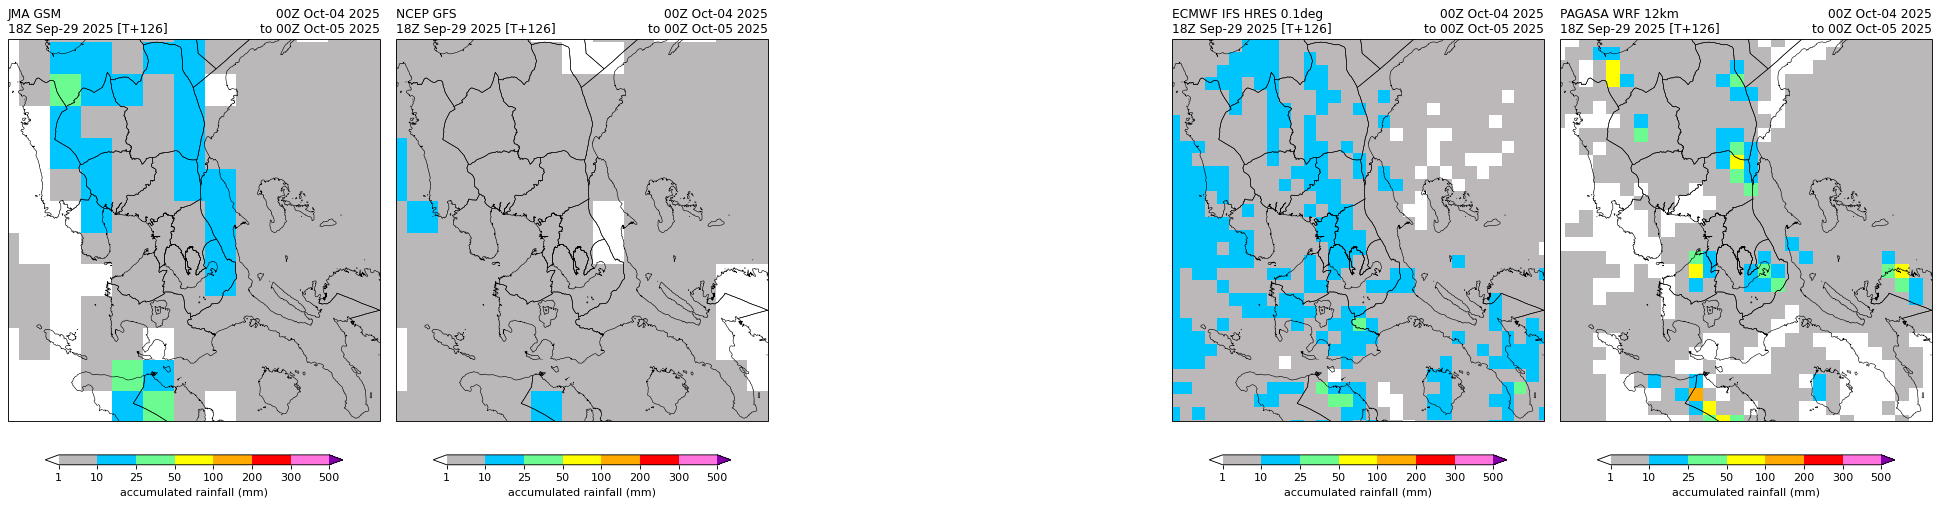 JMA GSM 00Z Oct-04 2025
18Z Sep-29 2025 [T+126] to 00Z Oct-05 2025
1 10 25 50 100 200 300 500
accumulated rainfall (mm)
NCEP GFS 00Z Oct-04 2025
18Z Sep-29 2025 [T+126] to 00Z Oct-05 2025
1 10 25 50 100 200 300 500
accumulated rainfall (mm)
ECMWF IFS HRES 0.1deg 00Z Oct-04 2025
18Z Sep-29 2025 [T+126] to 00Z Oct-05 2025
1 10 25 50 100 200 300 500
accumulated rainfall (mm)
PAGASA WRF 12km 00Z Oct-04 2025
18Z Sep-29 2025 [T+126] to 00Z Oct-05 2025
1 10 25 50 100 200 300 500
accumulated rainfall (mm)